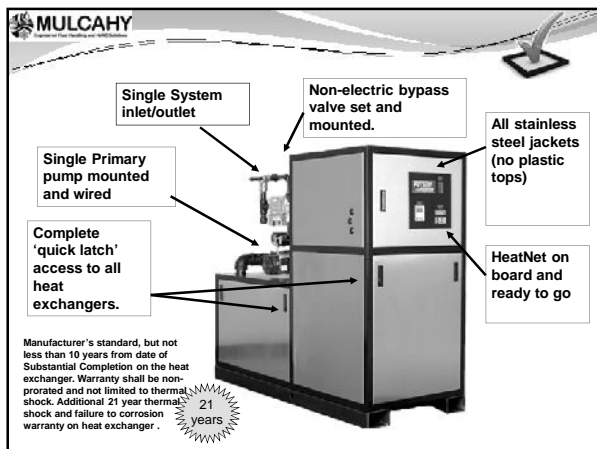 MULCAHY
Single System
inlet/outlet
Non-electric bypass
valve set and
mounted.
All stainless
steel jackets
(no plastic
tops)
Single Primary
pump mounted
and wired
Complete
‘quick latch’
access to all
heat
exchangers.
HeatNet on
board and
ready to go
Manufacturer's standard, but not
less than 10 years from date of
Substantial Completion on the heat
exchanger. Warranty shall be non-
prorated and not limited to thermal
shock. Additional 21 year thermal
shock and failure to corrosion
warranty on heat exchanger .
21
years